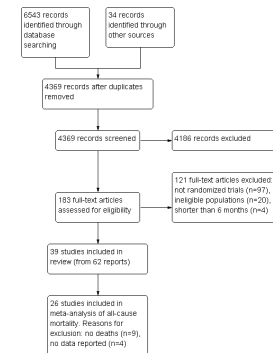 6543 records
identified through
database
searching
34 records
identified through
other sources
4369 records after duplicates
removed
4369 records screened
4186 records excluded
183 full-text articles
assessed for eligibility
121 full-text articles excluded:
not randomized trials (n=97),
ineligible populations (n=20),
shorter than 6 months (n=4)
39 studies included in
review (from 62 reports)
26 studies included in
meta-analysis of all-cause
mortality. Reasons for
exclusion: no deaths (n=9),
no data reported (n=4)